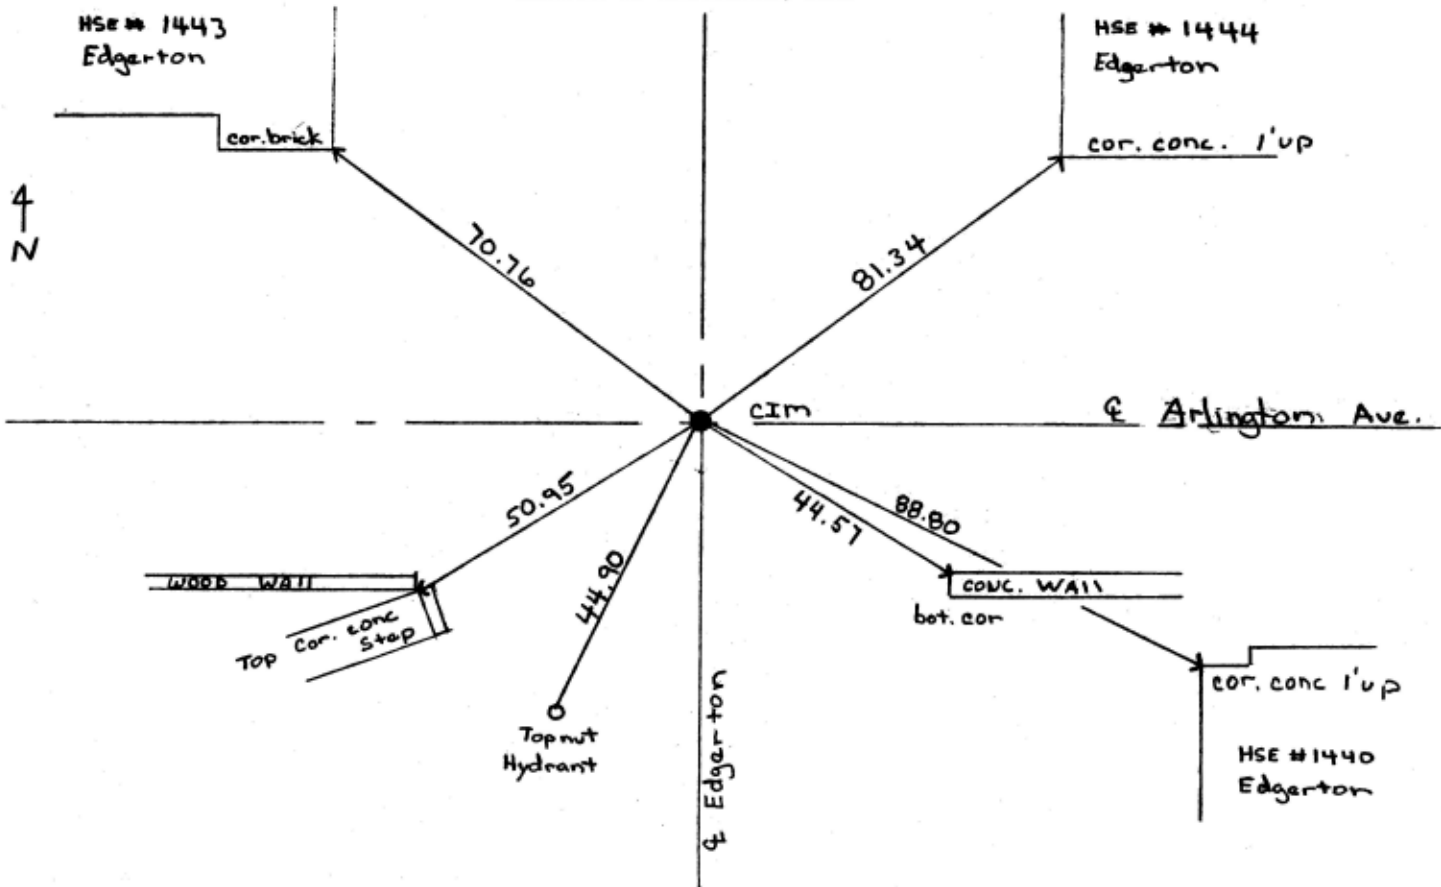 HSE # 1443
Edgerton
HSE # 1444
Edgerton
cor. brick
cor. conc. 1' up
N
70.76
81.34
CIM
℄ Arlington Ave.
50.95
44.90
44.57
88.80
WOOD WAll
TOP cor. conc
Step
CONC. WAll
bot. cor
cor. conc 1' up
Top nut
Hydrant
℄ Edgerton
HSE #1440
Edgerton